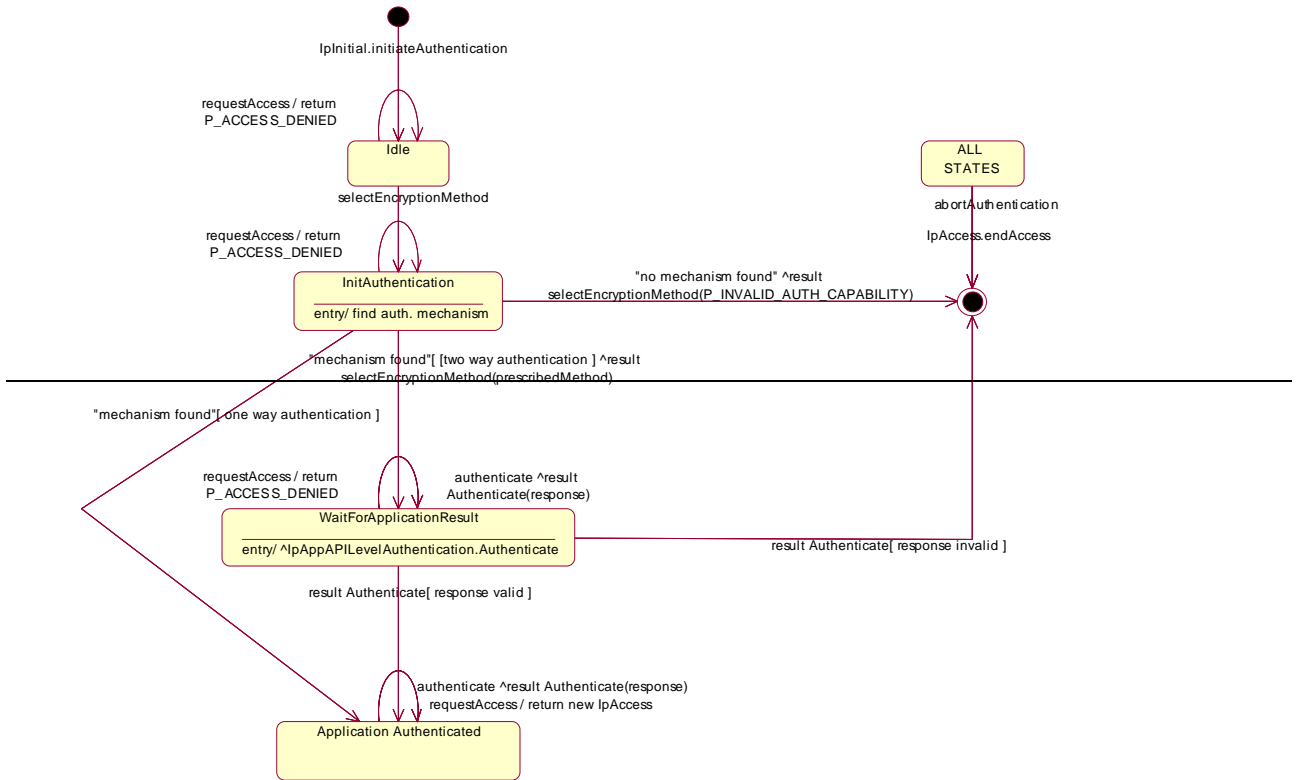 IpInitial.initiateAuthentication
requestAccess / return
P_ACCESS_DENIED
Idle
ALL
STATES
selectEncryptionMethod
abortAuthentication
requestAccess / return
P_ACCESS_DENIED
IpAccess.endAccess
InitAuthentication
entry/ find auth. mechanism
"no mechanism found" ^result
selectEncryptionMethod(P_INVALID_AUTH_CAPABILITY)
"mechanism found"[ [two way authentication ] ^result
selectEncryptionMethod(prescribedMethod)
"mechanism found"[ one way authentication ]
requestAccess / return
P_ACCESS_DENIED
authenticate ^result
Authenticate(response)
WaitForApplicationResult
entry/ ^IpAppAPILevelAuthentication.Authenticate
result Authenticate[ response invalid ]
result Authenticate[ response valid ]
authenticate ^result Authenticate(response)
requestAccess / return new IpAccess
Application Authenticated